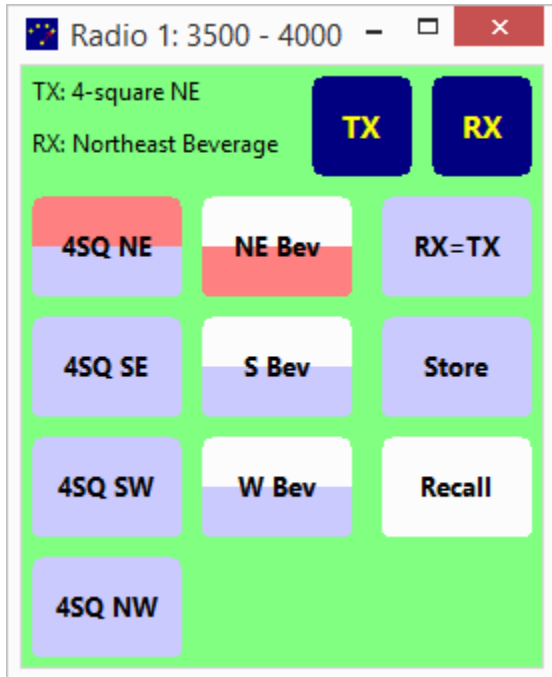 Radio 1: 3500 - 4000
TX: 4-square NE
RX: Northeast Beverage
TX
RX
4SQ NE
NE Bev
RX=TX
4SQ SE
S Bev
Store
4SQ SW
W Bev
Recall
4SQ NW